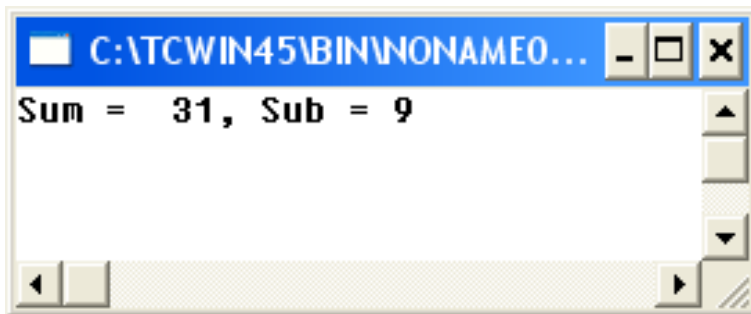 C:\TCWIN45\BIN\NONAME0...
Sum =  31, Sub = 9